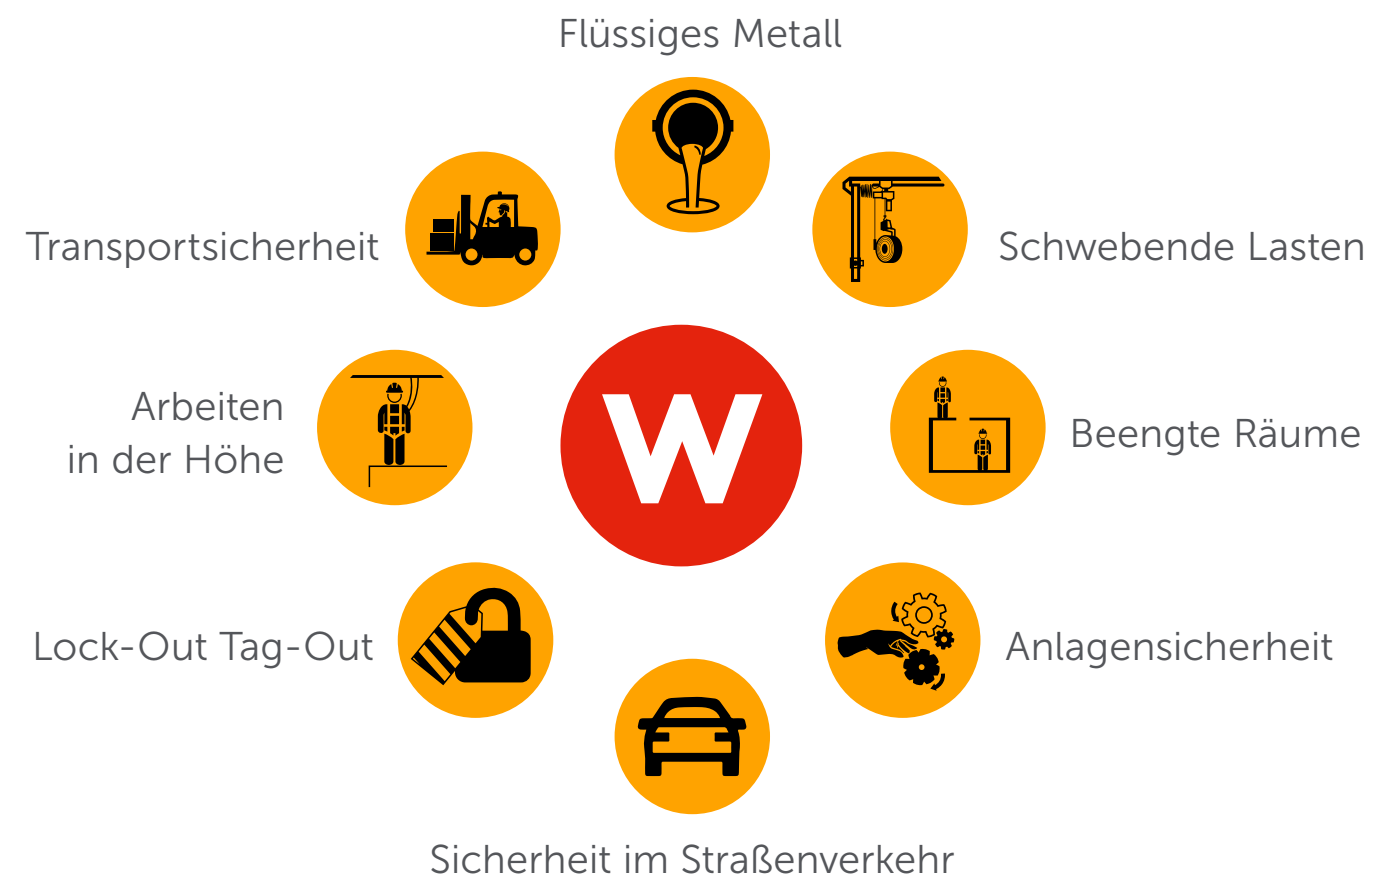 Flüssiges Metall
Transportsicherheit
Schwebende Lasten
Arbeiten
in der Höhe
W
Beengte Räume
Lock-Out Tag-Out
Anlagensicherheit
Sicherheit im Straßenverkehr